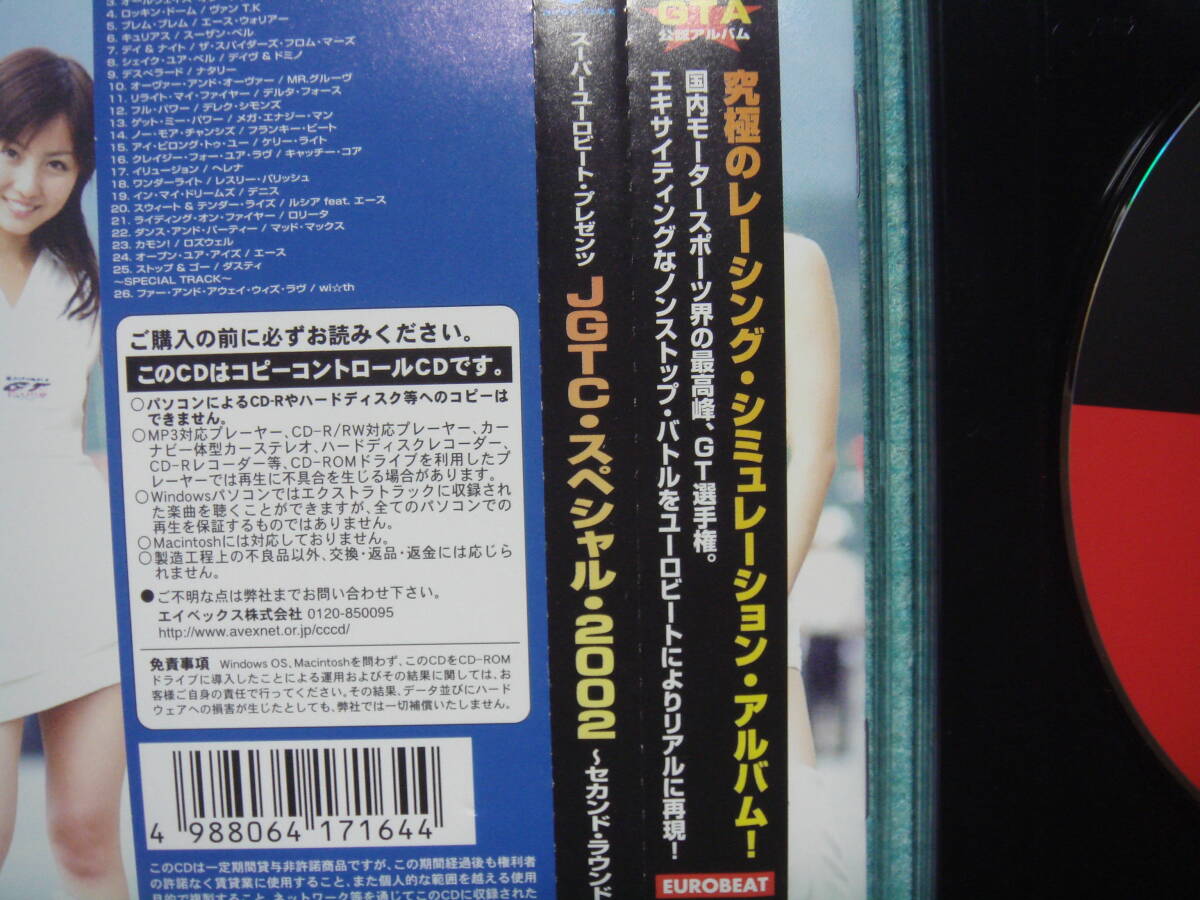 4. ロッキン・ドーム / ヴァン T.K
5. ブレム・ブレム / エース・ウォリアー
6. キュリアス / スーザン・ベル
7. デイ & ナイト / ザ・スパイダーズ・フロム・マーズ
8. シェイク・ユア・ベル / デイヴ & ドミノ
9. デスペラード / ナタリー
10. オーヴァー・アンド・オーヴァー / MR.グルーヴ
11. リライト・マイ・ファイヤー / デルタ・フォース
12. フル・パワー / デレク・シモンズ
13. ゲット・ミー・パワー / メガ・エナジー・マン
14. ノー・モア・チャンシズ / フランキー・ビート
15. アイ・ビロング・トゥ・ユー / ケリー・ライト
16. クレイジー・フォー・ユア・ラヴ / キャッチー・コア
17. イリュージョン / ヘレナ
18. ワンダーライト / レスリー・パリッシュ
19. イン・マイ・ドリームズ / デニス
20. スウィート & テンダー・ライズ / ルシア feat. エース
21. ライディング・オン・ファイヤー / ロリータ
22. ダンス・アンド・パーティー / マッド・マックス
23. カモン! / ロズウェル
24. オープン・ユア・アイズ / エース
25. ストップ & ゴー / ダスティ
〜SPECIAL TRACK〜
26. ファー・アンド・アウェイ・ウィズ・ラヴ / wi☆th
ご購入の前に必ずお読みください。
このCDはコピーコントロールCDです。
○パソコンによるCD-Rやハードディスク等へのコピーは
できません。
○MP3対応プレーヤー、CD-R/RW対応プレーヤー、カー
ナビ一体型カーステレオ、ハードディスクレコーダー、
CD-Rレコーダー等、CD-ROMドライブを利用したプ
レーヤーでは再生に不具合を生じる場合があります。
○Windowsパソコンではエクストラトラックに収録され
た楽曲を聴くことができますが、全てのパソコンでの
再生を保証するものではありません。
○Macintoshには対応しておりません。
○製造工程上の不良品以外、交換・返品・返金には応じら
れません。
●ご不明な点は弊社までお問い合わせ下さい。
エイベックス株式会社 0120-850095
http://www.avexnet.or.jp/cccd/
免責事項 Windows OS、Macintoshを問わず、このCDをCD-ROM
ドライブに導入したことによる運用およびその結果に関しては、お
客様ご自身の責任で行ってください。その結果、データ並びにハード
ウェアへの損害が生じたとしても、弊社では一切補償いたしません。
4 988064 171644
このCDは一定期間貸与非許諾商品ですが、この期間経過後も権利者
の許諾なく賃貸業に使用すること、また個人的な範囲を越える使用
目的で複製すること、ネットワーク等を通じてこのCDに収録された
スーパーユーロビート・プレゼンツ
JGTC・スペシャル・2002
〜セカンド・ラウンド
GTA
公認アルバム
究極のレーシング・シミュレーション・アルバム!
国内モータースポーツ界の最高峰、GT選手権。
エキサイティングなノンストップ・バトルをユーロビートによりリアルに再現!
EUROBEAT
GT